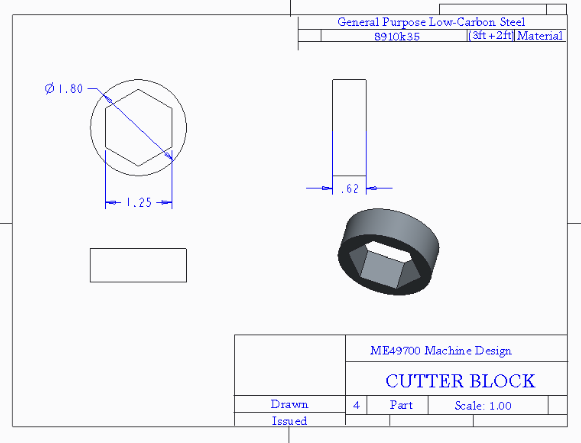 General Purpose Low-Carbon Steel
8910k35 (3ft+2ft) Material
Ø1.80
1.25
.62
ME49700 Machine Design
CUTTER BLOCK
Drawn 4 Part Scale: 1.00
Issued